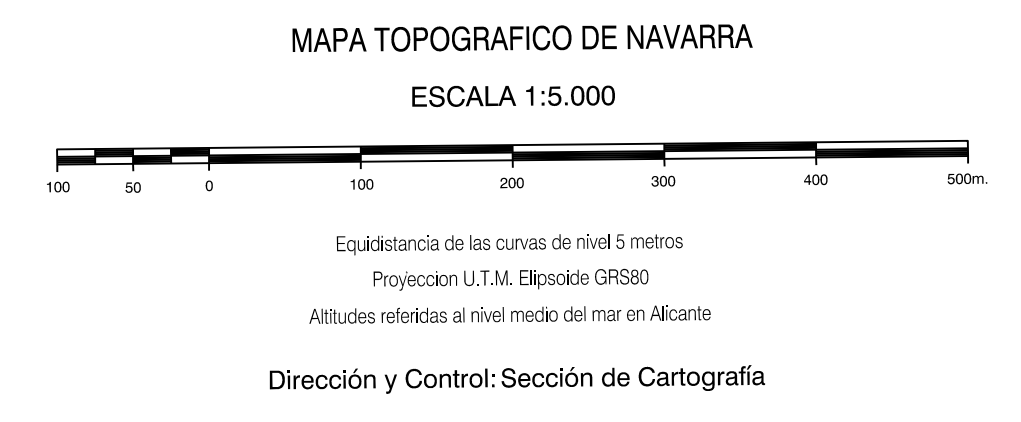 MAPA TOPOGRAFICO DE NAVARRA
ESCALA 1:5.000
100 50 0 100 200 300 400 500m.
Equidistancia de las curvas de nivel 5 metros
Proyeccion U.T.M. Elipsoide GRS80
Altitudes referidas al nivel medio del mar en Alicante
Dirección y Control: Sección de Cartografía